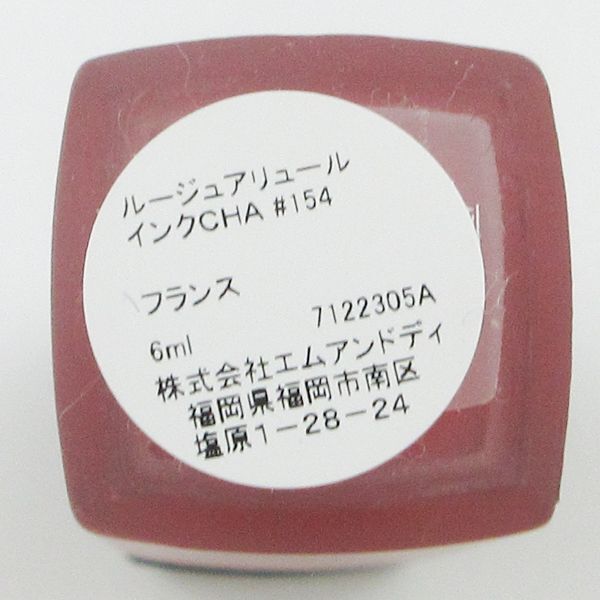 ルージュアリュール
インクCHA #154
フランス
7122305A
6ml
株式会社エムアンドディ
福岡県福岡市南区
塩原1-28-24